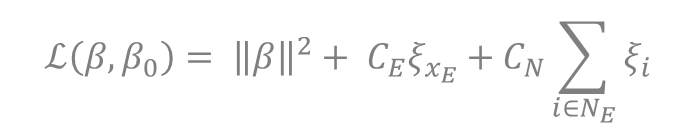 ℒ(β, β₀) = ‖β‖² + C_E ξ_{x_E} + C_N ∑_{i∈N_E} ξ_i